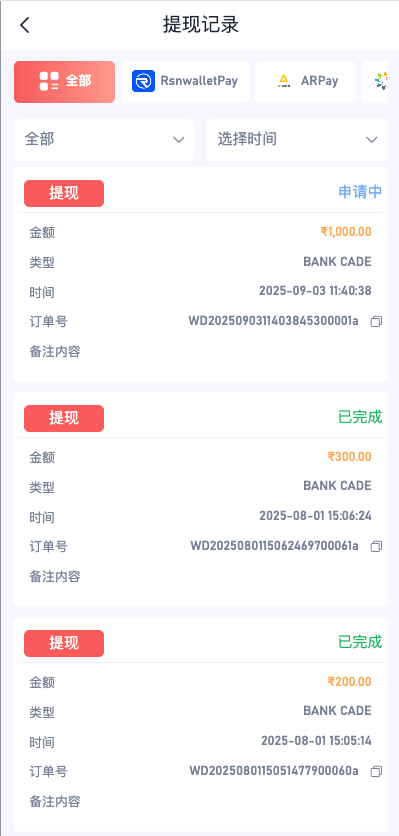 提现记录
全部
RsnwalletPay
ARPay
全部
选择时间
提现
申请中
金额
₹1,000.00
类型
BANK CADE
时间
2025-09-03 11:40:38
订单号
WD2025090311403845300001a
备注内容
提现
已完成
金额
₹300.00
类型
BANK CADE
时间
2025-08-01 15:06:24
订单号
WD2025080115062469700061a
备注内容
提现
已完成
金额
₹200.00
类型
BANK CADE
时间
2025-08-01 15:05:14
订单号
WD2025080115051477900060a
备注内容